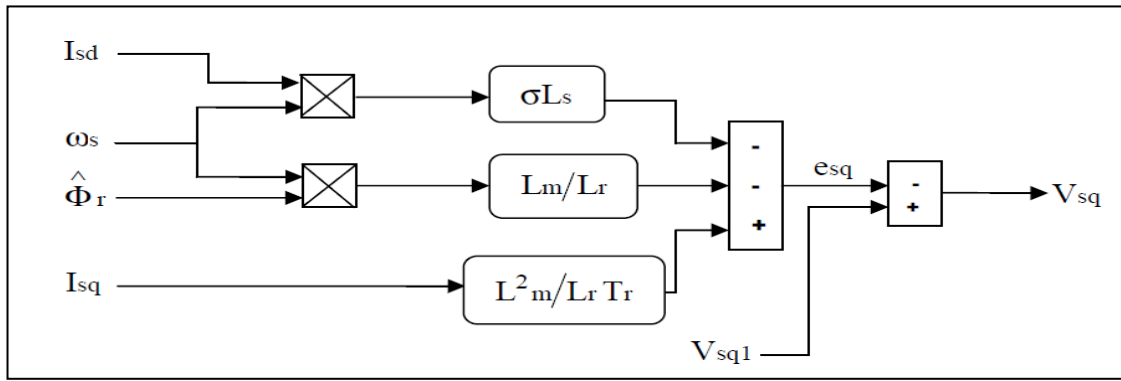 Isd
σLs
ωs
-
- esq -
Lm/Lr
Φ̂r + + Vsq
Isq
L²m/Lr Tr
Vsq1